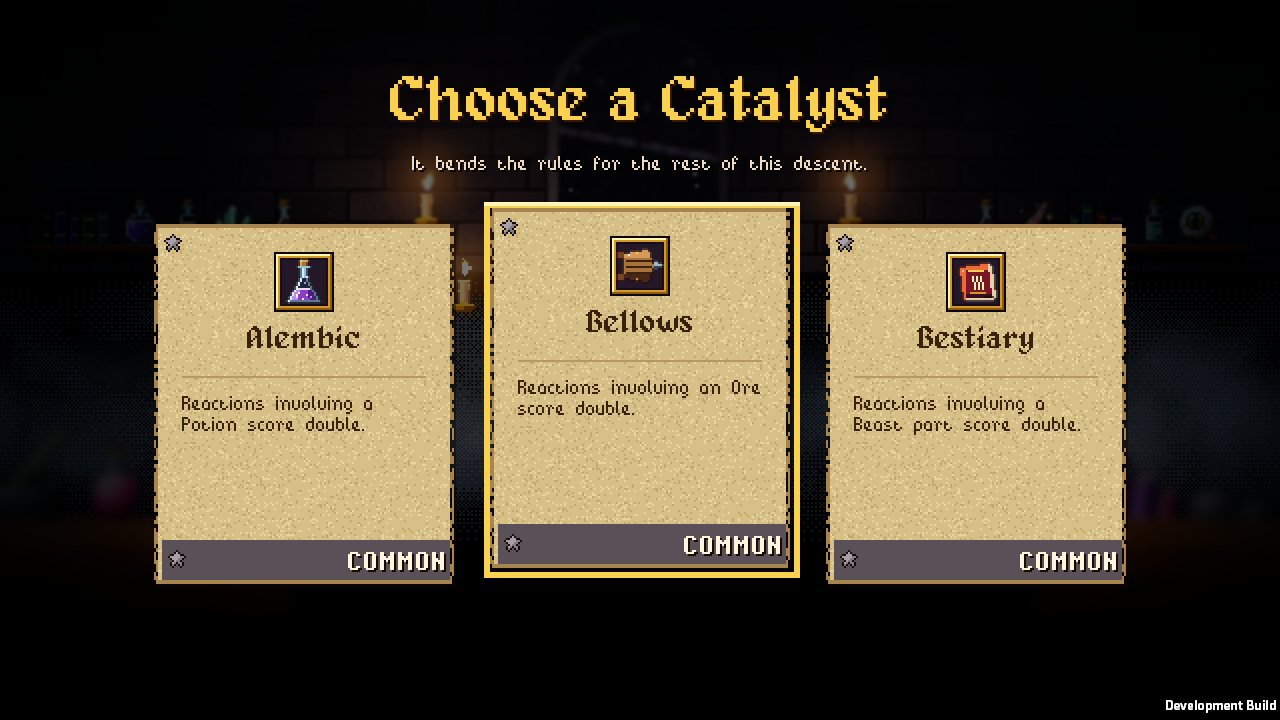 Choose a Catalyst
It bends the rules for the rest of this descent.
Alembic
Reactions involving a
Potion score double.
COMMON
Bellows
Reactions involving an Ore
score double.
COMMON
Bestiary
Reactions involving a
Beast part score double.
COMMON
Development Build